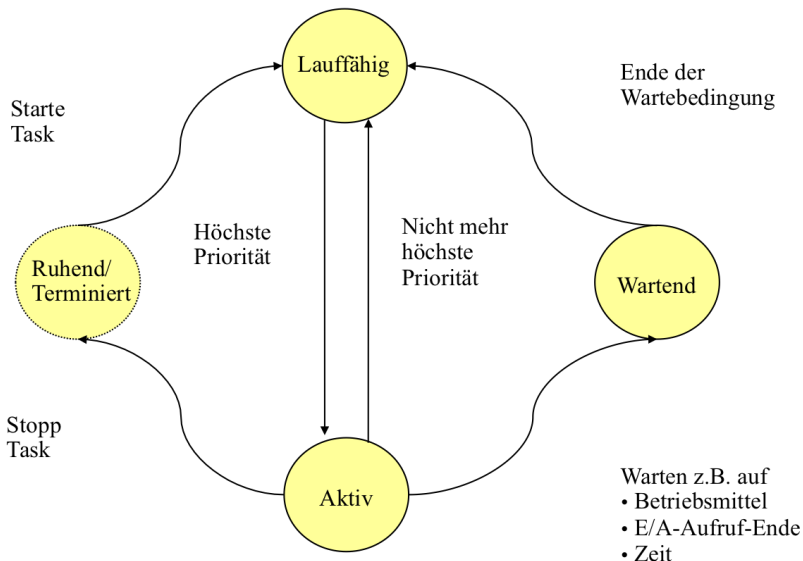 Lauffähig
Ende der
Wartebedingung
Starte
Task
Höchste
Priorität
Nicht mehr
höchste
Priorität
Ruhend/
Terminiert
Wartend
Stopp
Task
Aktiv
Warten z.B. auf
• Betriebsmittel
• E/A-Aufruf-Ende
• Zeit